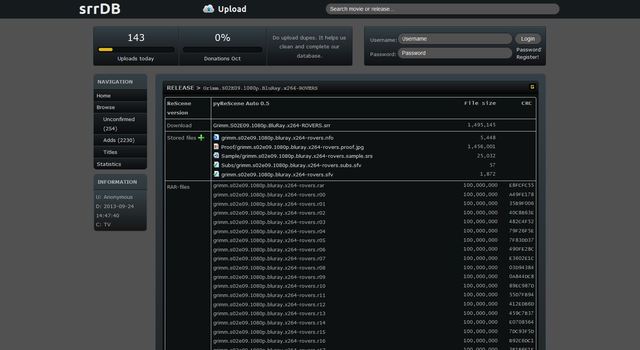 srrDB
Upload
Search movie or release...
143
Uploads today
0%
Donations Oct
Do upload dupes. It helps us
clean and complete our
database.
Username: Username
Login
Password: Password
Password?
Register!
NAVIGATION
Home
Browse
Unconfirmed
(254)
Adds (2230)
Titles
Statistics
INFORMATION
U: Anonymous
D: 2013-09-24
14:47:40
C: TV
RELEASE > Grimm.S02E09.1080p.BluRay.x264-ROVERS
ReScene version pyReScene Auto 0.5 File size CRC
Download Grimm.S02E09.1080p.BluRay.x264-ROVERS.srr 1,495,145
Stored files grimm.s02e09.1080p.bluray.x264-rovers.nfo 5,448
Proof/grimm.s02e09.1080p.bluray.x264-rovers.proof.jpg 1,456,001
Sample/grimm.s02e09.1080p.bluray.x264-rovers.sample.srs 25,032
Subs/grimm.s02e09.1080p.bluray.x264-rovers.subs.sfv 57
grimm.s02e09.1080p.bluray.x264-rovers.sfv 1,872
RAR-files grimm.s02e09.1080p.bluray.x264-rovers.rar 100,000,000 E8FCFC55
grimm.s02e09.1080p.bluray.x264-rovers.r00 100,000,000 A49FE178
grimm.s02e09.1080p.bluray.x264-rovers.r01 100,000,000
grimm.s02e09.1080p.bluray.x264-rovers.r02 100,000,000 40CB863E
grimm.s02e09.1080p.bluray.x264-rovers.r03 100,000,000 482C4F52
grimm.s02e09.1080p.bluray.x264-rovers.r04 100,000,000 79F26F5E
grimm.s02e09.1080p.bluray.x264-rovers.r05 100,000,000 7F83DD37
grimm.s02e09.1080p.bluray.x264-rovers.r06 100,000,000 490FE28C
grimm.s02e09.1080p.bluray.x264-rovers.r07 100,000,000 E3602E1C
grimm.s02e09.1080p.bluray.x264-rovers.r08 100,000,000 03D94384
grimm.s02e09.1080p.bluray.x264-rovers.r09 100,000,000 0A844DC8
grimm.s02e09.1080p.bluray.x264-rovers.r10 100,000,000 89EC987D
grimm.s02e09.1080p.bluray.x264-rovers.r11 100,000,000 55D7FB94
grimm.s02e09.1080p.bluray.x264-rovers.r12 100,000,000 412ED86D
grimm.s02e09.1080p.bluray.x264-rovers.r13 100,000,000 459C7B37
grimm.s02e09.1080p.bluray.x264-rovers.r14 100,000,000 E0708564
grimm.s02e09.1080p.bluray.x264-rovers.r15 100,000,000 7DC93F5D
grimm.s02e09.1080p.bluray.x264-rovers.r16 100,000,000 B92C6DC1